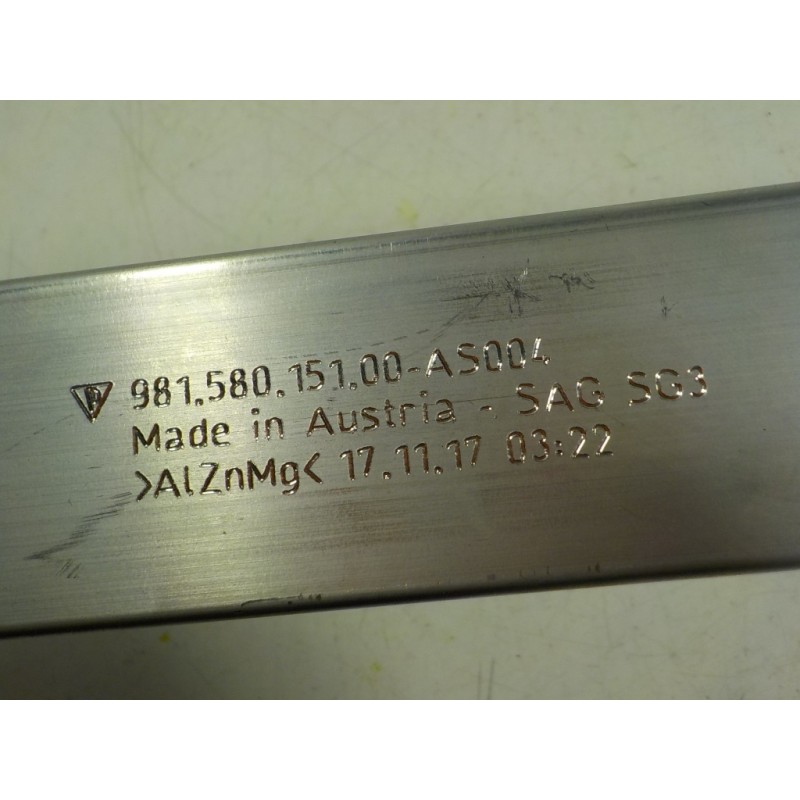 981.580.151.00-AS004
Made in Austria - SAG SG3
>AlZnMg< 17.11.17 03:22